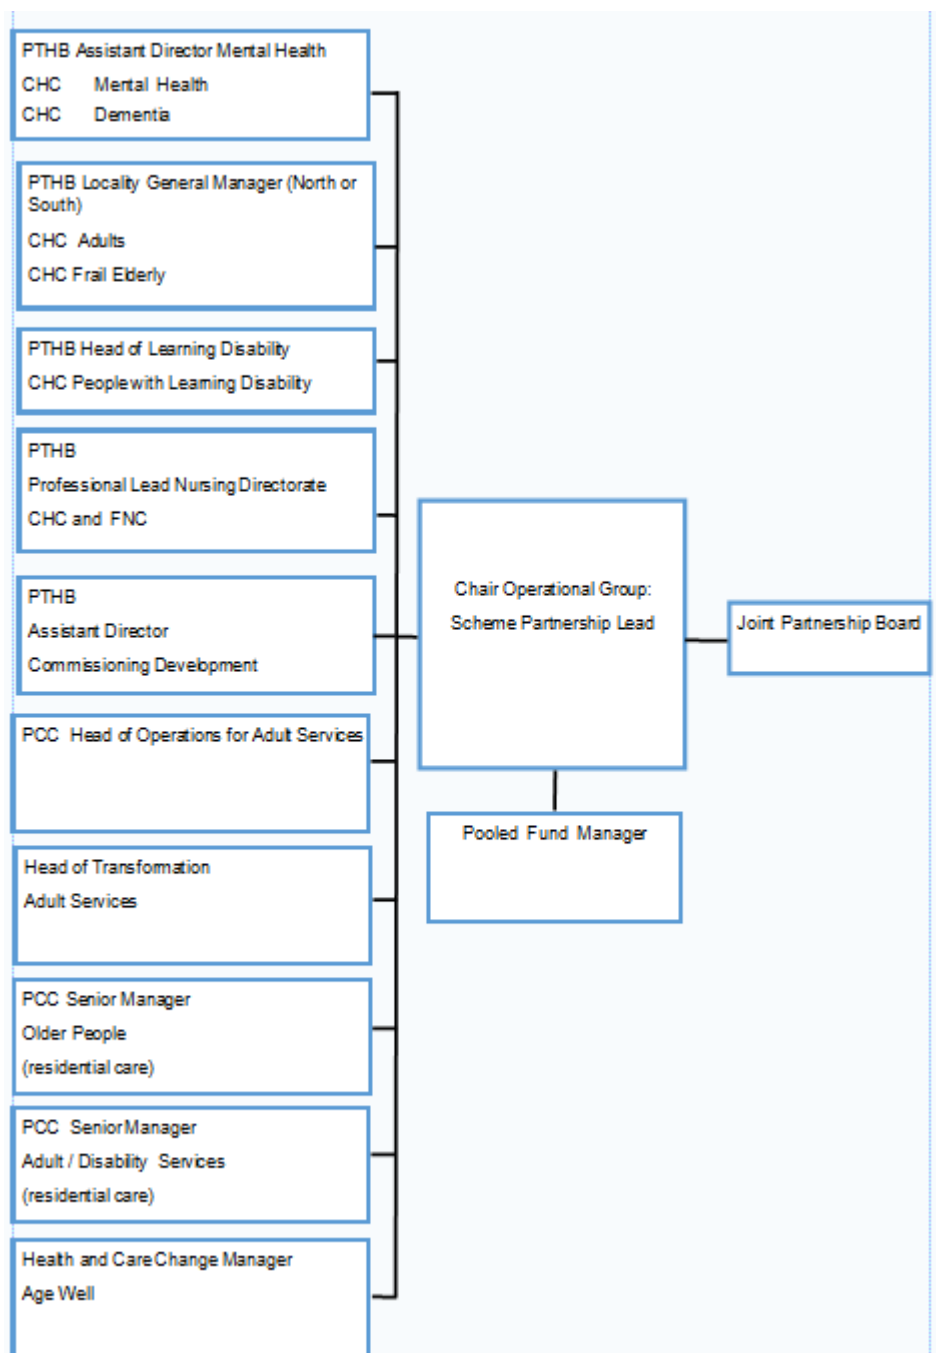 PTHB Assistant Director Mental Health
CHC Mental Health
CHC Dementia
PTHB Locality General Manager (North or
South)
CHC Adults
CHC Frail Elderly
PTHB Head of Learning Disability
CHC People with Learning Disability
PTHB
Professional Lead Nursing Directorate
CHC and FNC
PTHB
Assistant Director
Commissioning Development
PCC Head of Operations for Adult Services
Head of Transformation
Adult Services
PCC Senior Manager
Older People
(residential care)
PCC Senior Manager
Adult / Disability Services
(residential care)
Health and Care Change Manager
Age Well
Chair Operational Group:
Scheme Partnership Lead
Pooled Fund Manager
Joint Partnership Board